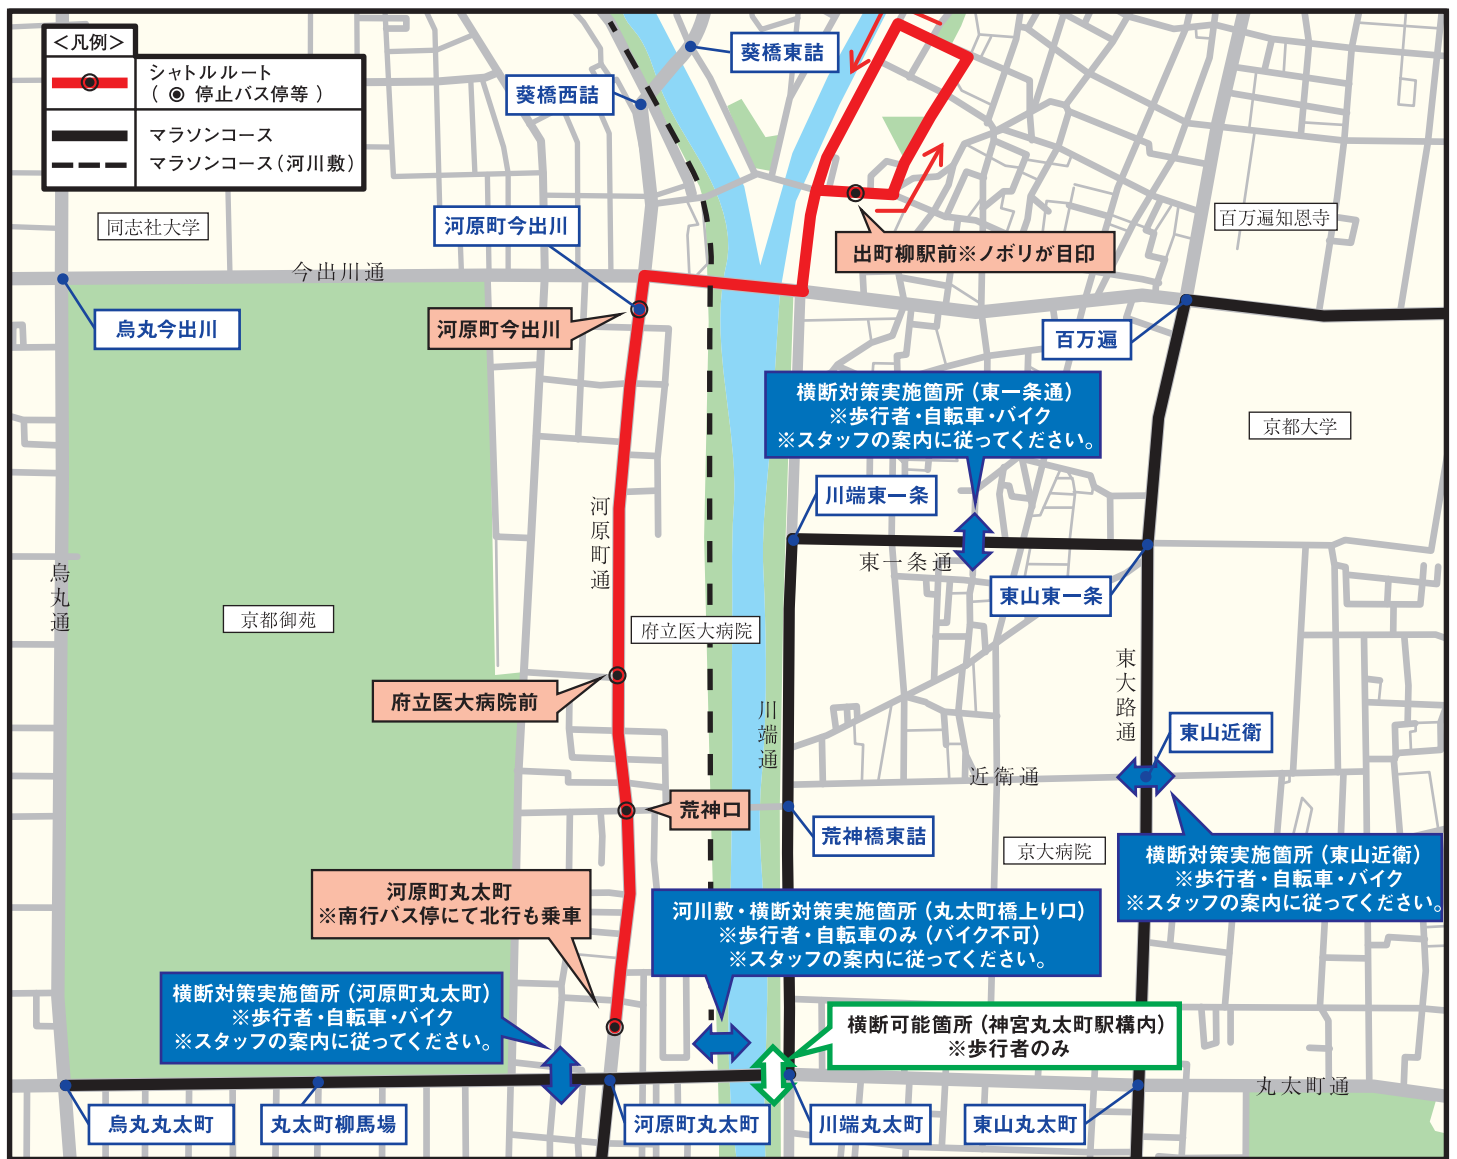 ＜凡例＞
シャトルルート
（ ◉ 停止バス停等 ）
マラソンコース
マラソンコース（河川敷）
葵橋東詰
葵橋西詰
同志社大学
河原町今出川
百万遍知恩寺
出町柳駅前※ノボリが目印
今出川通
烏丸今出川
河原町今出川
百万遍
横断対策実施箇所（東一条通）
※歩行者・自転車・バイク
※スタッフの案内に従ってください。
京都大学
川端東一条
河原町通
東一条通
烏丸通
東山東一条
京都御苑
府立医大病院
東大路通
府立医大病院前
川端通
東山近衛
近衛通
荒神口
荒神橋東詰
京大病院
横断対策実施箇所（東山近衛）
※歩行者・自転車・バイク
※スタッフの案内に従ってください。
河原町丸太町
※南行バス停にて北行も乗車
河川敷・横断対策実施箇所（丸太町橋上り口）
※歩行者・自転車のみ（バイク不可）
※スタッフの案内に従ってください。
横断対策実施箇所（河原町丸太町）
※歩行者・自転車・バイク
※スタッフの案内に従ってください。
横断可能箇所（神宮丸太町駅構内）
※歩行者のみ
丸太町通
烏丸丸太町
丸太町柳馬場
河原町丸太町
川端丸太町
東山丸太町